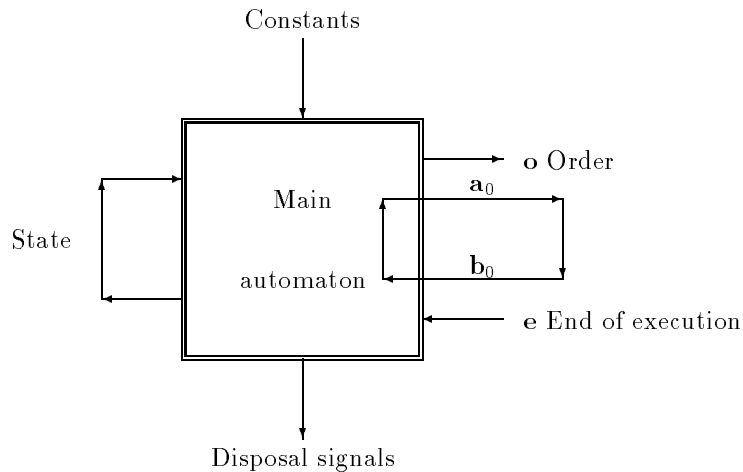 Constants
o Order
a₀
Main
State
b₀
automaton
e End of execution
Disposal signals